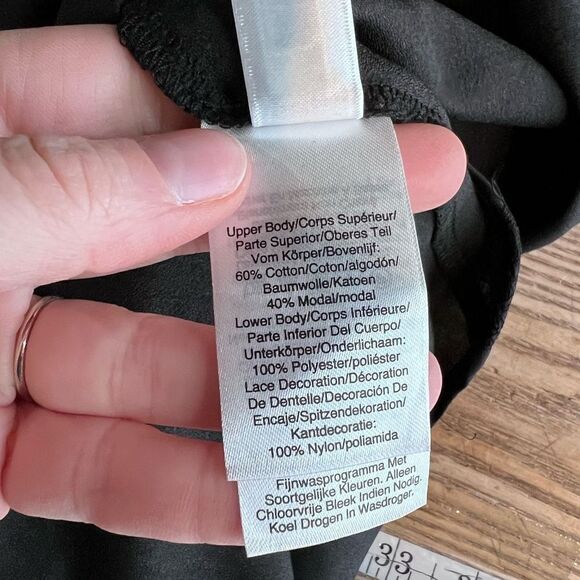 Upper Body/Corps Supérieur/
Parte Superior/Oberes Teil
Vom Körper/Bovenlijf:
60% Cotton/Coton/algodón/
Baumwolle/Katoen
40% Modal/modal
Lower Body/Corps Inférieure/
Parte Inferior Del Cuerpo/
Unterkörper/Onderlichaam:
100% Polyester/poliéster
Lace Decoration/Décoration
De Dentelle/Decoración De
Encaje/Spitzendekoration/
Kantdecoratie:
100% Nylon/poliamida
Fijnwasprogramma Met
Soortgelijke Kleuren. Alleen
Chloorvrije Bleek Indien Nodig.
Koel Drogen In Wasdroger.
33